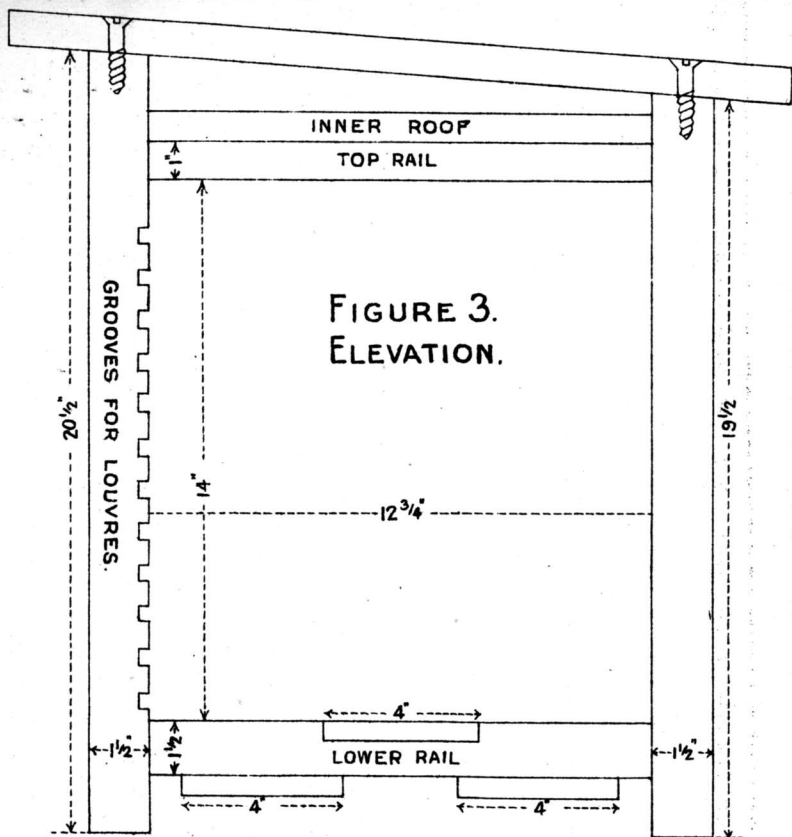 INNER ROOF
1"
TOP RAIL
FIGURE 3.
ELEVATION.
GROOVES FOR LOUVRES.
20½"
19½
14"
12¾"
4"
1½"
1½
LOWER RAIL
1½"
4"
4"